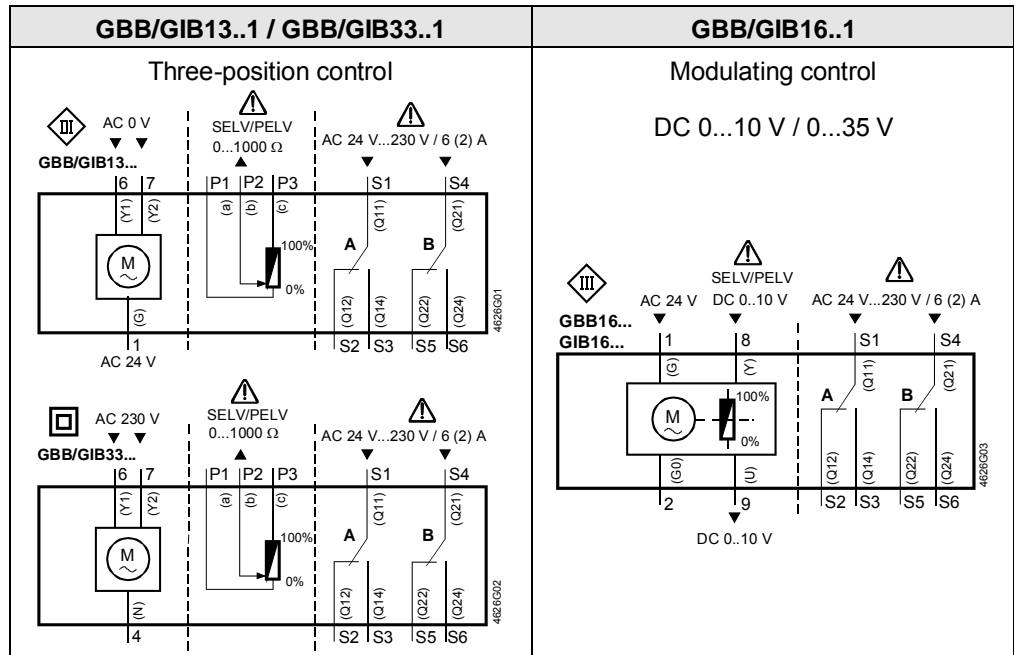 GBB/GIB13..1 / GBB/GIB33..1
GBB/GIB16..1
Three-position control
AC 0 V
SELV/PELV
0...1000 Ω
AC 24 V...230 V / 6 (2) A
III
GBB/GIB13...
6 7 P1 P2 P3 S1 S4
(Y1) (Y2) (a) (b) (c) (Q11) (Q21)
M
100%
0%
A B
(G) (Q12) (Q14) (Q22) (Q24)
1 S2 S3 S5 S6
AC 24 V
4626G01
AC 230 V
SELV/PELV
0...1000 Ω
AC 24 V...230 V / 6 (2) A
GBB/GIB33...
6 7 P1 P2 P3 S1 S4
(Y1) (Y2) (a) (b) (c) (Q11) (Q21)
M
100%
0%
A B
(N) (Q12) (Q14) (Q22) (Q24)
4 S2 S3 S5 S6
4626G02
Modulating control
DC 0...10 V / 0...35 V
III
AC 24 V
SELV/PELV
DC 0..10 V
AC 24 V...230 V / 6 (2) A
GBB16...
GIB16...
1 8 S1 S4
(G) (Y) (Q11) (Q21)
M
100%
0%
A B
(G0) (U) (Q12) (Q14) (Q22) (Q24)
2 9 S2 S3 S5 S6
DC 0..10 V
4626G03